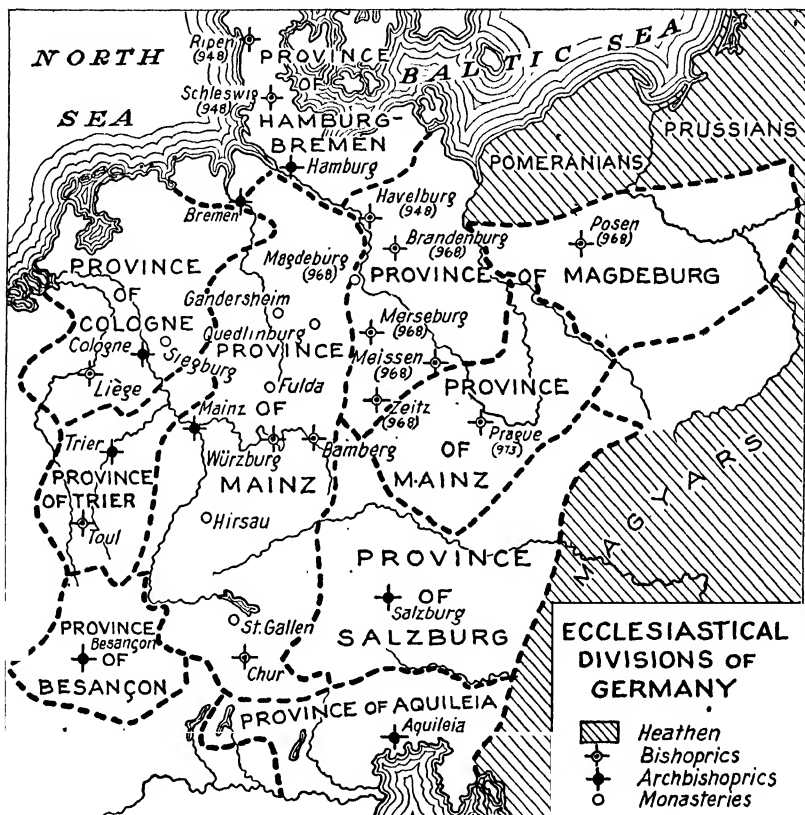 NORTH
SEA
BALTIC SEA
Ripen
(948)
PROVINCE
OF
HAMBURG-
BREMEN
Schleswig
(948)
Hamburg
Bremen
POMERANIANS
PRUSSIANS
Havelburg
(948)
Brandenburg
(968)
Posen
(968)
Magdeburg
(968)
PROVINCE OF MAGDEBURG
PROVINCE
OF
COLOGNE
Cologne
Siegburg
Liège
Gandersheim
Quedlinburg
PROVINCE
OF
MAINZ
Fulda
Merseburg
(968)
Meissen
(968)
Zeitz
(968)
PROVINCE
OF
MAINZ
Prague
(973)
Mainz
Trier
PROVINCE
OF TRIER
Toul
Würzburg
Bamberg
Hirsau
MAGYARS
PROVINCE
OF
SALZBURG
Salzburg
St. Gallen
Chur
PROVINCE
Besançon
OF
BESANÇON
PROVINCE OF AQUILEIA
Aquileia
ECCLESIASTICAL
DIVISIONS OF
GERMANY
Heathen
Bishoprics
Archbishoprics
Monasteries